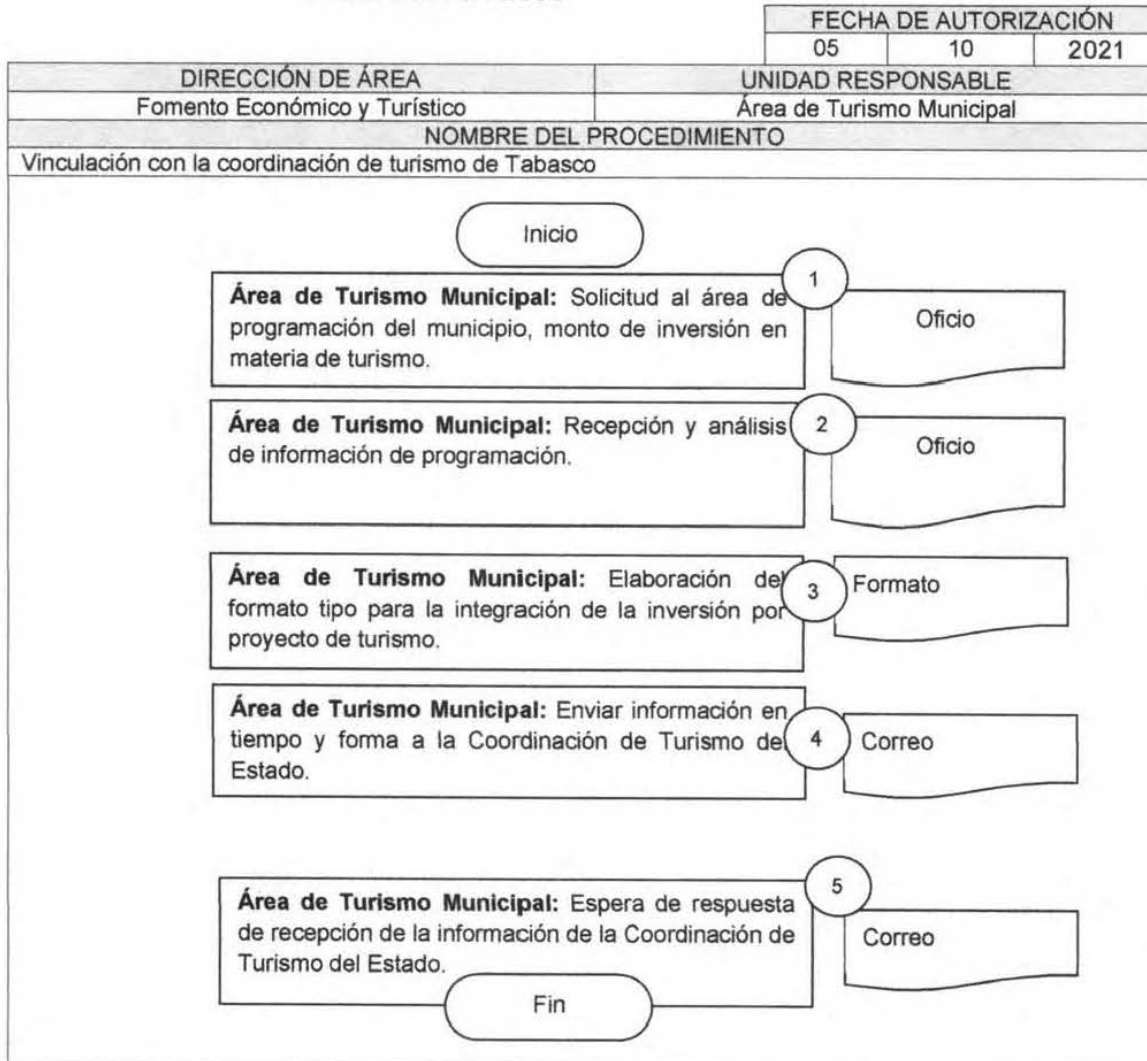 FECHA DE AUTORIZACIÓN
05 10 2021
DIRECCIÓN DE ÁREA UNIDAD RESPONSABLE
Fomento Económico y Turístico Área de Turismo Municipal
NOMBRE DEL PROCEDIMIENTO
Vinculación con la coordinación de turismo de Tabasco
Inicio
1
Área de Turismo Municipal: Solicitud al área de
programación del municipio, monto de inversión en
materia de turismo.
Oficio
2
Área de Turismo Municipal: Recepción y análisis
de información de programación.
Oficio
3
Área de Turismo Municipal: Elaboración del
formato tipo para la integración de la inversión por
proyecto de turismo.
Formato
4
Área de Turismo Municipal: Enviar información en
tiempo y forma a la Coordinación de Turismo del
Estado.
Correo
5
Área de Turismo Municipal: Espera de respuesta
de recepción de la información de la Coordinación de
Turismo del Estado.
Correo
Fin